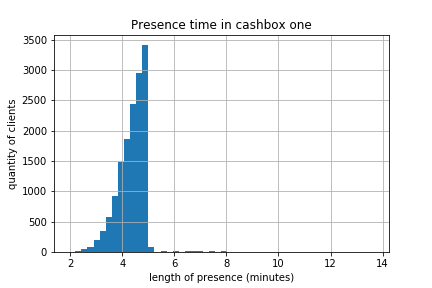 Presence time in cashbox one
3500
3000
2500
2000
1500
1000
500
0
quantity of clients
2 4 6 8 10 12 14
length of presence (minutes)